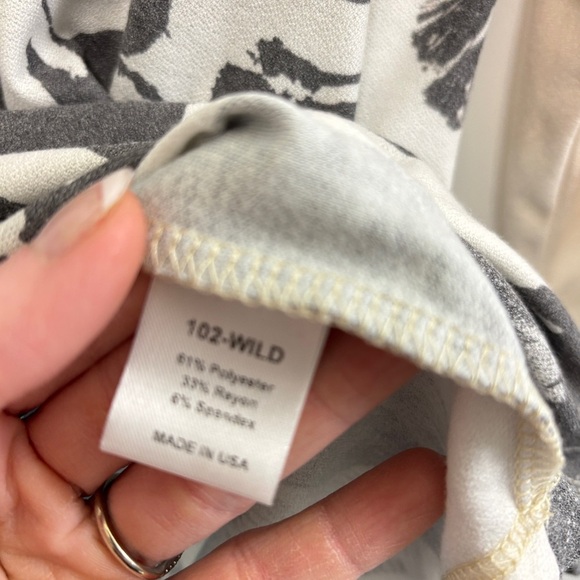 102-WILD
61% Polyester
33% Rayon
6% Spandex
MADE IN USA